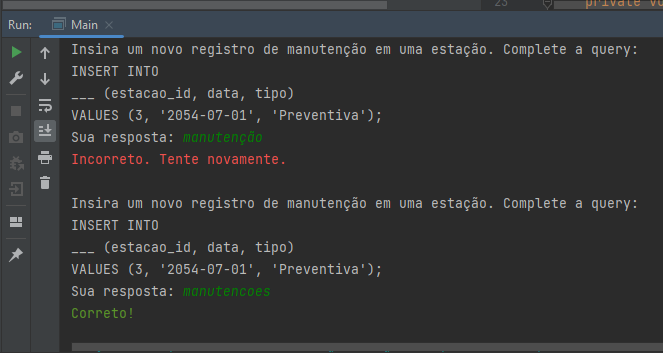 23 private vo
Run: Main ×
Insira um novo registro de manutenção em uma estação. Complete a query:
INSERT INTO
___ (estacao_id, data, tipo)
VALUES (3, '2054-07-01', 'Preventiva');
Sua resposta: manutenção
Incorreto. Tente novamente.
Insira um novo registro de manutenção em uma estação. Complete a query:
INSERT INTO
___ (estacao_id, data, tipo)
VALUES (3, '2054-07-01', 'Preventiva');
Sua resposta: manutencoes
Correto!